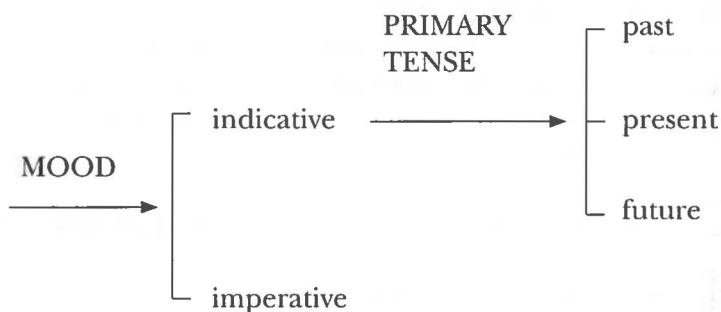 PRIMARY
TENSE
past
indicative
present
MOOD
future
imperative